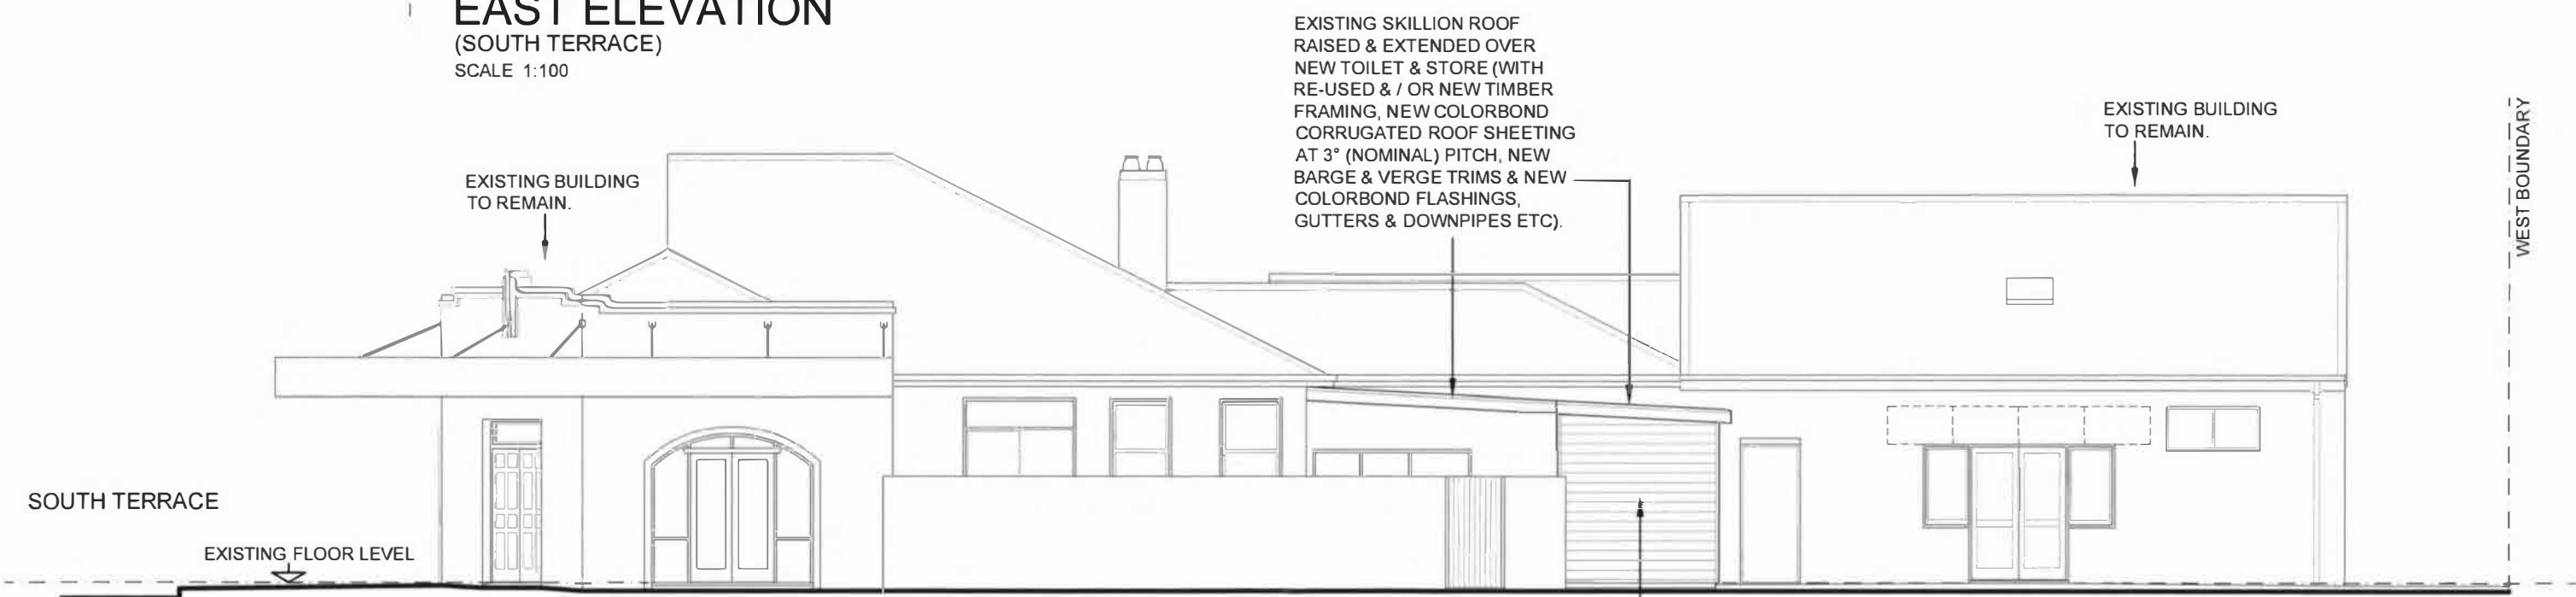 EAST ELEVATION
(SOUTH TERRACE)
SCALE 1:100
EXISTING SKILLION ROOF
RAISED & EXTENDED OVER
NEW TOILET & STORE (WITH
RE-USED & / OR NEW TIMBER
FRAMING, NEW COLORBOND
CORRUGATED ROOF SHEETING
AT 3° (NOMINAL) PITCH, NEW
BARGE & VERGE TRIMS & NEW
COLORBOND FLASHINGS,
GUTTERS & DOWNPIPES ETC).
EXISTING BUILDING
TO REMAIN.
WEST BOUNDARY
EXISTING BUILDING
TO REMAIN.
SOUTH TERRACE
EXISTING FLOOR LEVEL